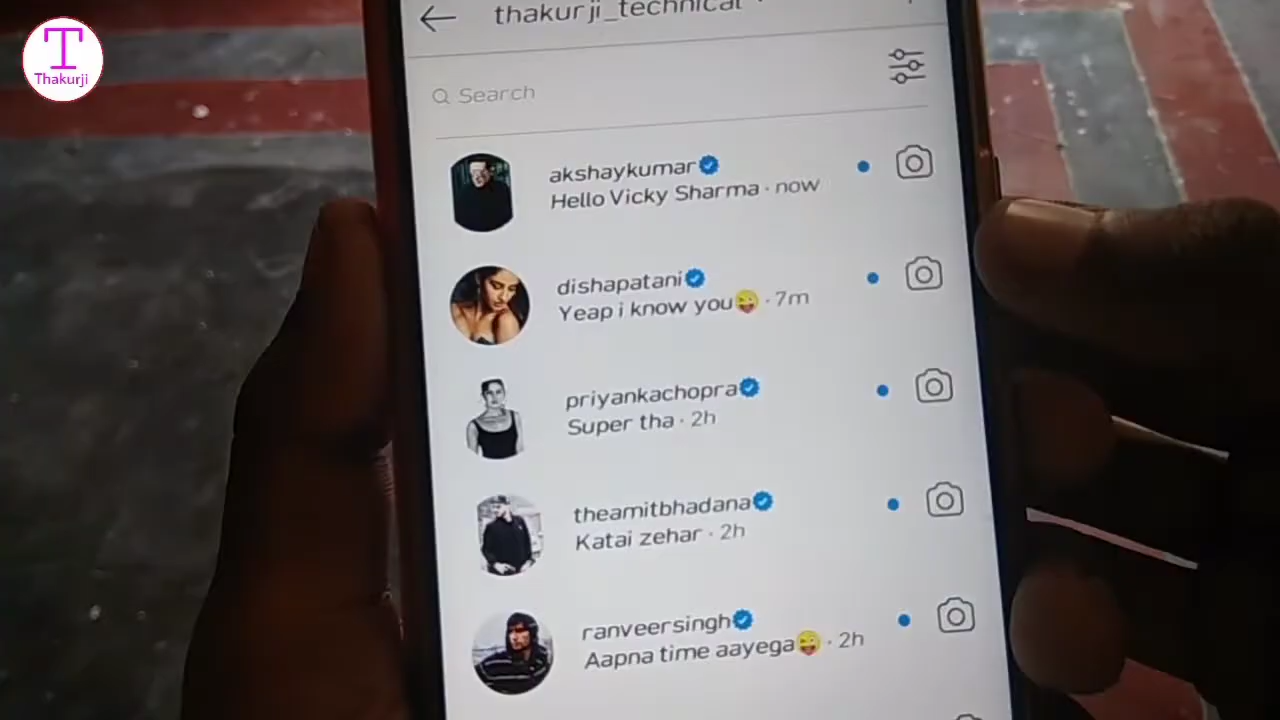 T
Thakurji
thakurji_technical
Search
akshaykumar
Hello Vicky Sharma · now
dishapatani
Yeap i know you😜 · 7m
priyankachopra
Super tha · 2h
theamitbhadana
Katai zehar · 2h
ranveersingh
Aapna time aayega😜 · 2h